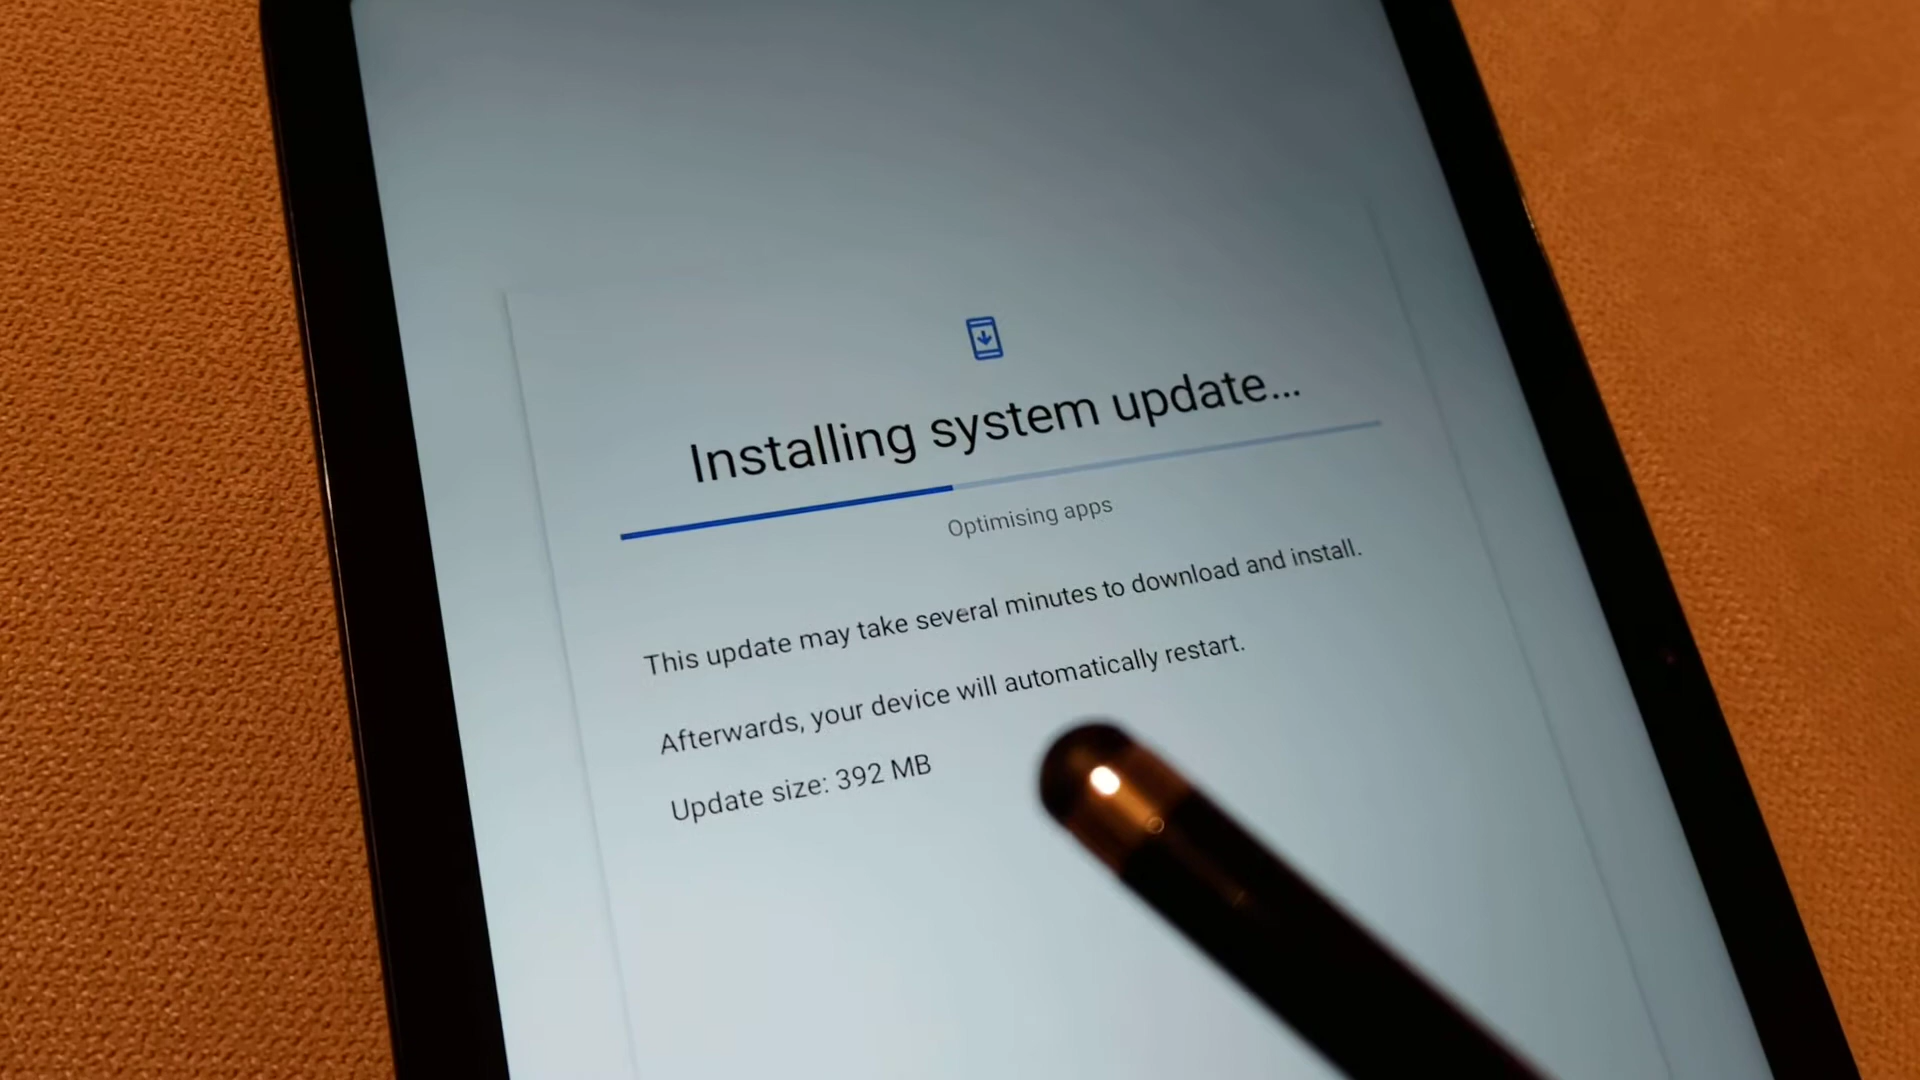 Installing system update...
Optimising apps
This update may take several minutes to download and install.
Afterwards, your device will automatically restart.
Update size: 392 MB